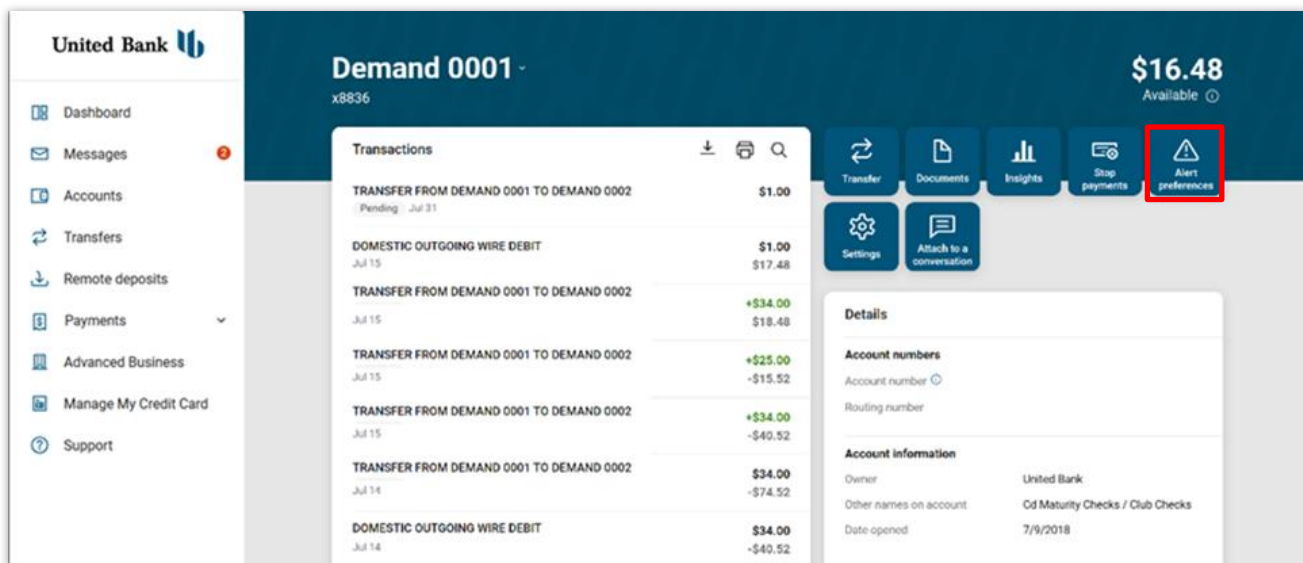 United Bank
Dashboard
Messages 2
Accounts
Transfers
Remote deposits
Payments
Advanced Business
Manage My Credit Card
Support
Demand 0001
x8836
$16.48
Available
Transactions
TRANSFER FROM DEMAND 0001 TO DEMAND 0002 $1.00
Pending Jul 31
DOMESTIC OUTGOING WIRE DEBIT $1.00
Jul 15 $17.48
TRANSFER FROM DEMAND 0001 TO DEMAND 0002 +$34.00
Jul 15 $18.48
TRANSFER FROM DEMAND 0001 TO DEMAND 0002 +$25.00
Jul 15 -$15.52
TRANSFER FROM DEMAND 0001 TO DEMAND 0002 +$34.00
Jul 15 -$40.52
TRANSFER FROM DEMAND 0001 TO DEMAND 0002 $34.00
Jul 14 -$74.52
DOMESTIC OUTGOING WIRE DEBIT $34.00
Jul 14 -$40.52
Transfer
Documents
Insights
Stop
payments
Alert
preferences
Settings
Attach to a
conversation
Details
Account numbers
Account number
Routing number
Account information
Owner United Bank
Other names on account Cd Maturity Checks / Club Checks
Date opened 7/9/2018